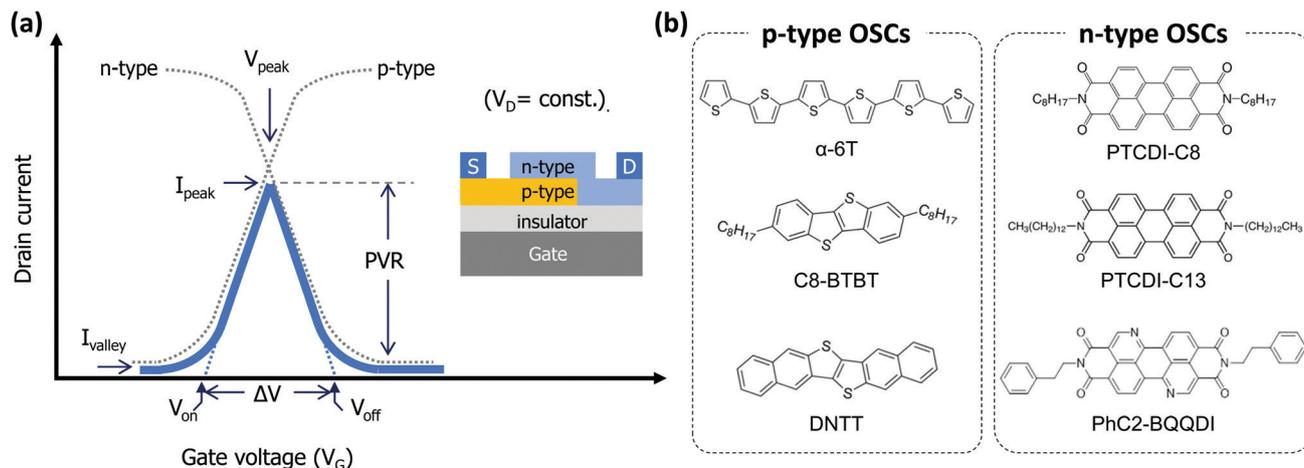 (a)
n-type
V_peak
p-type
(V_D = const.).
I_peak
PVR
S
n-type
D
p-type
insulator
Gate
Drain current
I_valley
V_on
ΔV
V_off
Gate voltage (V_G)
(b)
p-type OSCs
S S S S S S
α-6T
C₈H₁₇ S S C₈H₁₇
C8-BTBT
S S
DNTT
n-type OSCs
O O
C₈H₁₇ N N C₈H₁₇
O O
PTCDI-C8
O O
CH₃(CH₂)₁₂ N N (CH₂)₁₂CH₃
O O
PTCDI-C13
O N O
N N
O N O
PhC2-BQQDI